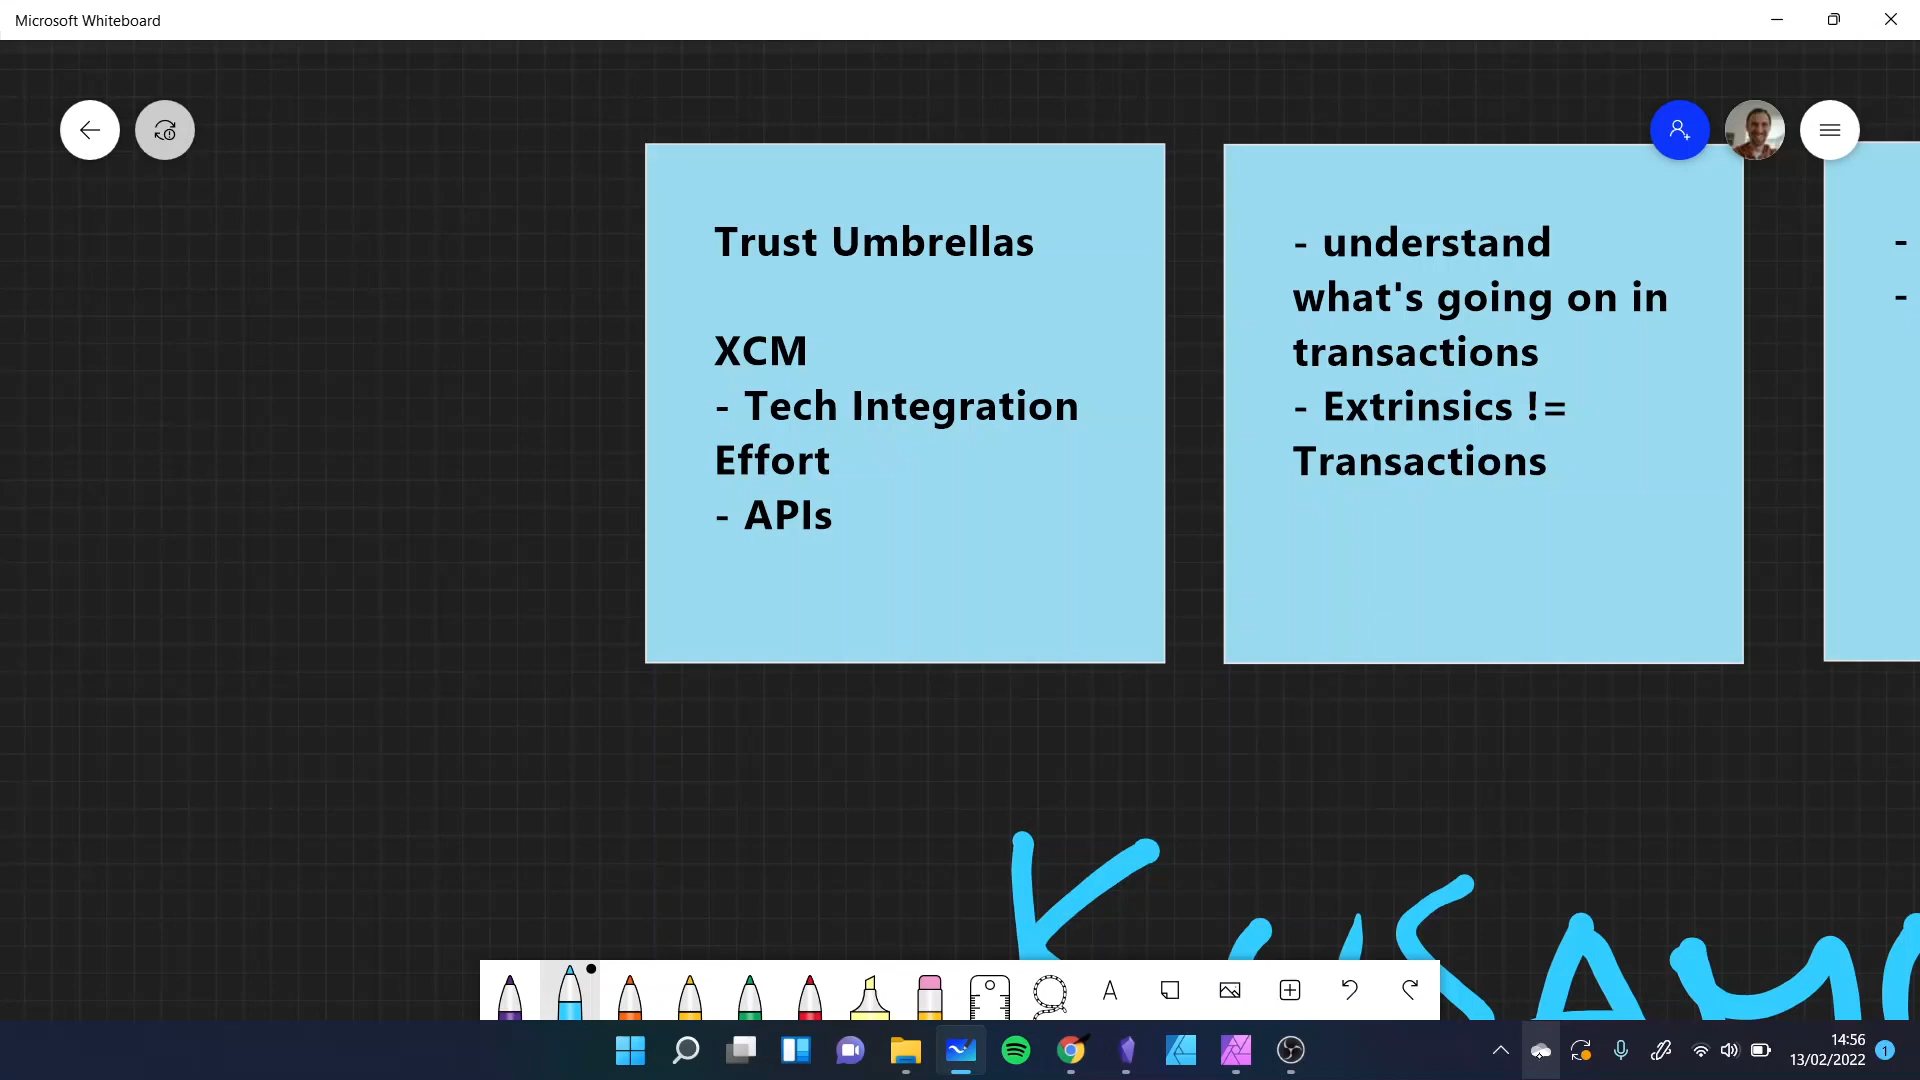 Microsoft Whiteboard
Trust Umbrellas
XCM
- Tech Integration
Effort
- APIs
- understand
what's going on in
transactions
- Extrinsics !=
Transactions
-
-
14:56
13/02/2022
1